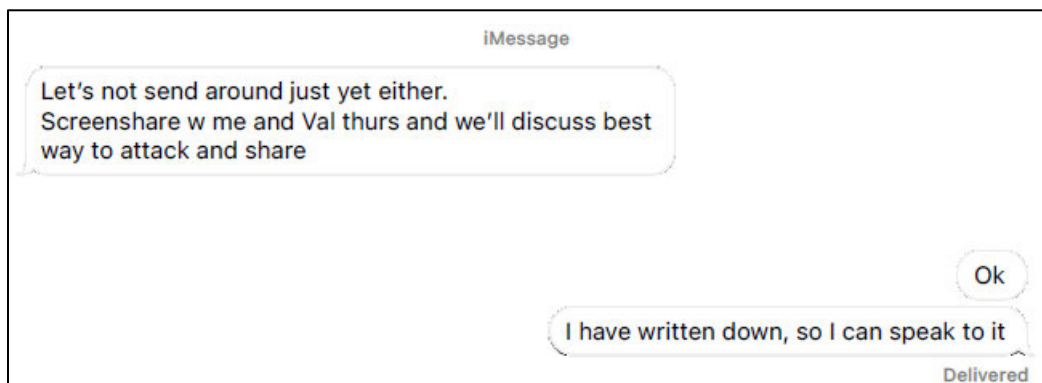 iMessage
Let’s not send around just yet either.
Screenshare w me and Val thurs and we’ll discuss best
way to attack and share
Ok
I have written down, so I can speak to it
Delivered